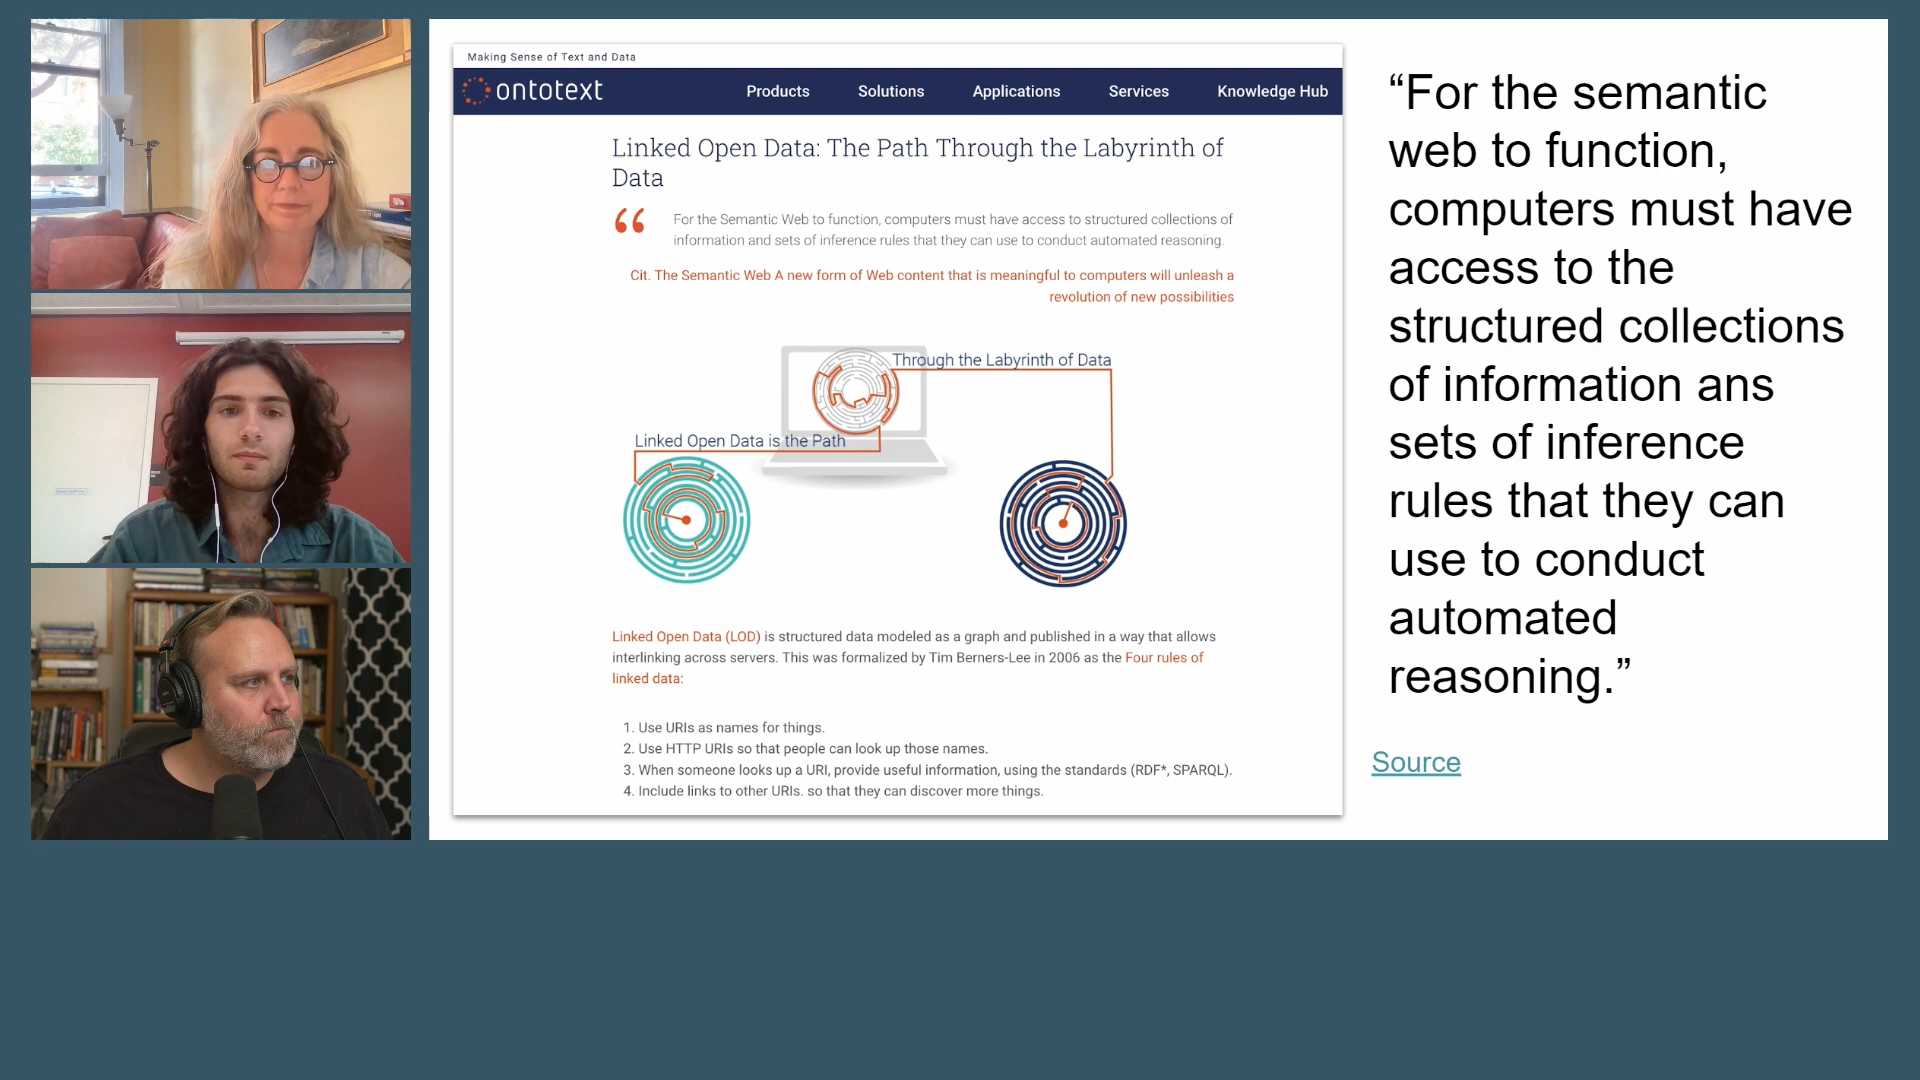 Making Sense of Text and Data
ontotext
Products Solutions Applications Services Knowledge Hub
Linked Open Data: The Path Through the Labyrinth of
Data
“ For the Semantic Web to function, computers must have access to structured collections of
information and sets of inference rules that they can use to conduct automated reasoning.
Cit. The Semantic Web A new form of Web content that is meaningful to computers will unleash a
revolution of new possibilities
Through the Labyrinth of Data
Linked Open Data is the Path
Linked Open Data (LOD) is structured data modeled as a graph and published in a way that allows
interlinking across servers. This was formalized by Tim Berners-Lee in 2006 as the Four rules of
linked data:
1. Use URIs as names for things.
2. Use HTTP URIs so that people can look up those names.
3. When someone looks up a URI, provide useful information, using the standards (RDF*, SPARQL).
4. Include links to other URIs. so that they can discover more things.
“For the semantic
web to function,
computers must have
access to the
structured collections
of information ans
sets of inference
rules that they can
use to conduct
automated
reasoning.”
Source